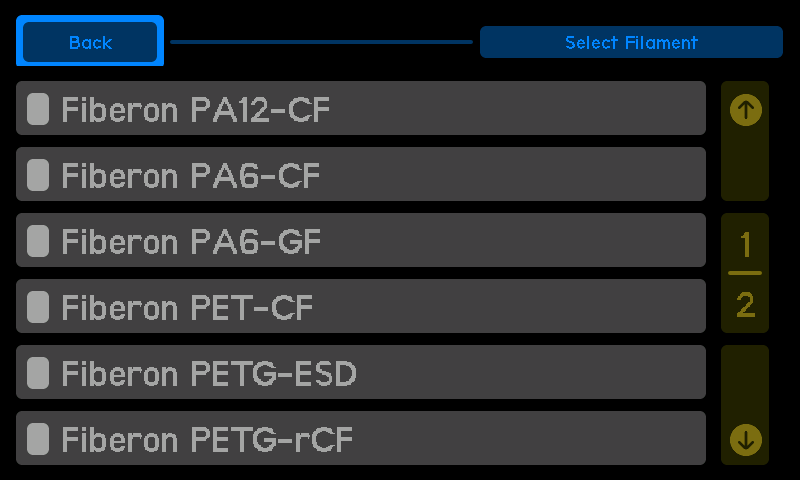 Back
Select Filament
Fiberon PA12-CF
Fiberon PA6-CF
Fiberon PA6-GF
Fiberon PET-CF
Fiberon PETG-ESD
Fiberon PETG-rCF
1
2